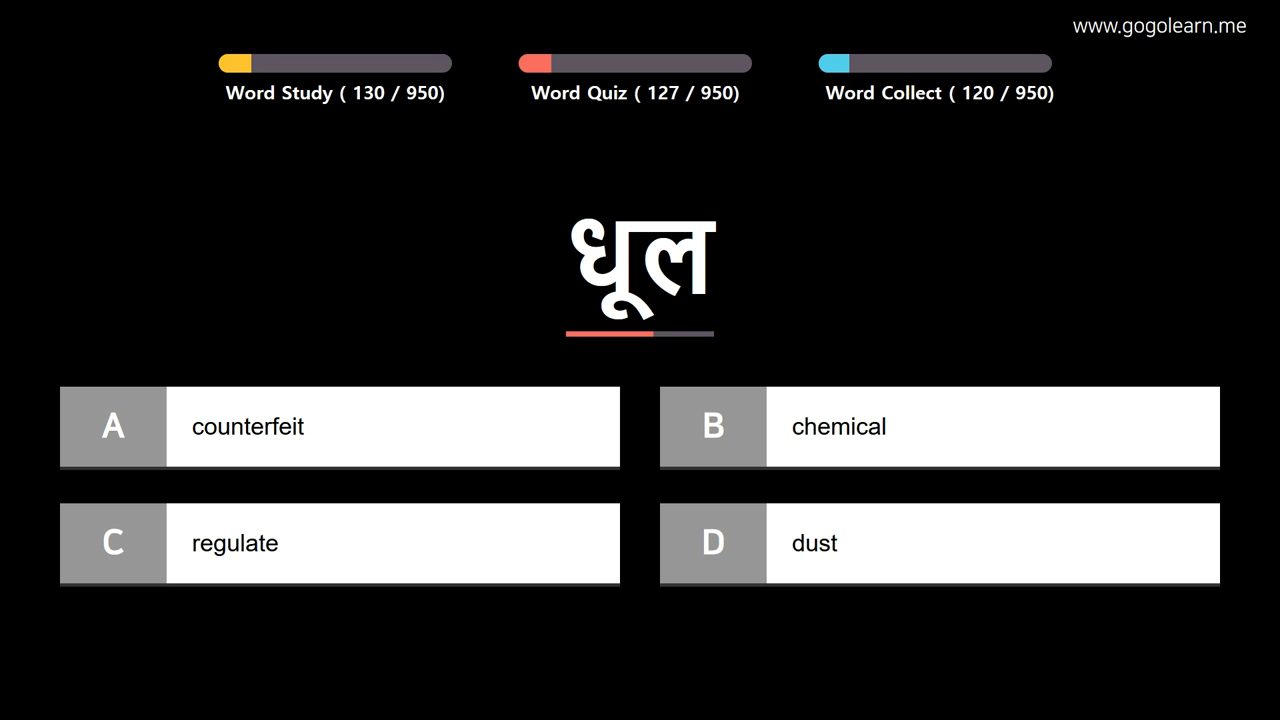 www.gogolearn.me
Word Study ( 130 / 950)
Word Quiz ( 127 / 950)
Word Collect ( 120 / 950)
धूल
A counterfeit
B chemical
C regulate
D dust